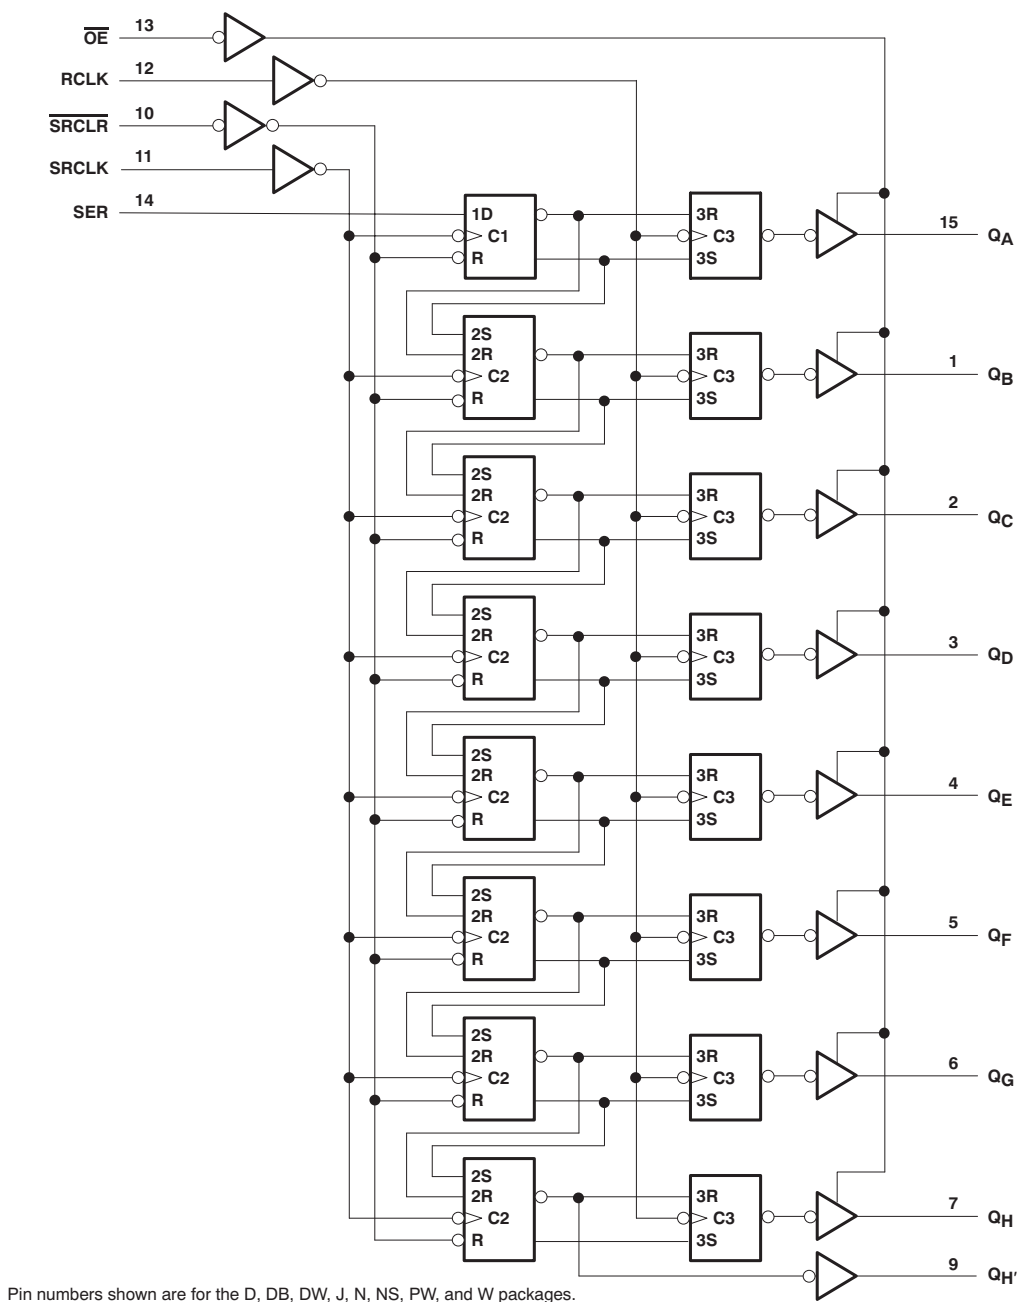 OE 13
RCLK 12
SRCLR 10
SRCLK 11
SER 14
1D
C1
R
3R
C3
3S
15 QA
2S
2R
C2
R
3R
C3
3S
1 QB
2S
2R
C2
R
3R
C3
3S
2 QC
2S
2R
C2
R
3R
C3
3S
3 QD
2S
2R
C2
R
3R
C3
3S
4 QE
2S
2R
C2
R
3R
C3
3S
5 QF
2S
2R
C2
R
3R
C3
3S
6 QG
2S
2R
C2
R
3R
C3
3S
7 QH
9 QH′
Pin numbers shown are for the D, DB, DW, J, N, NS, PW, and W packages.